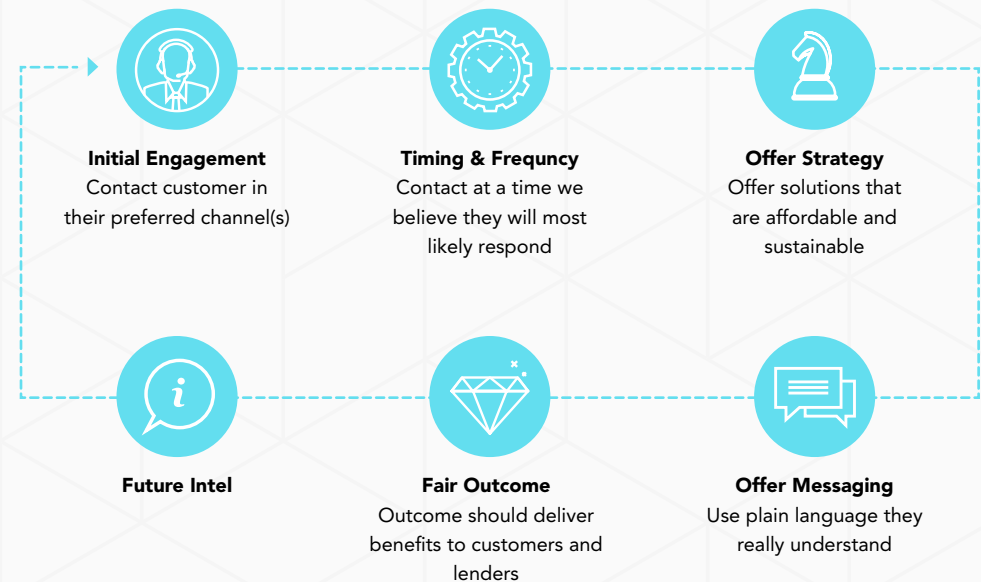 Initial Engagement
Contact customer in
their preferred channel(s)
Timing & Frequncy
Contact at a time we
believe they will most
likely respond
Offer Strategy
Offer solutions that
are affordable and
sustainable
i
Future Intel
Fair Outcome
Outcome should deliver
benefits to customers and
lenders
Offer Messaging
Use plain language they
really understand